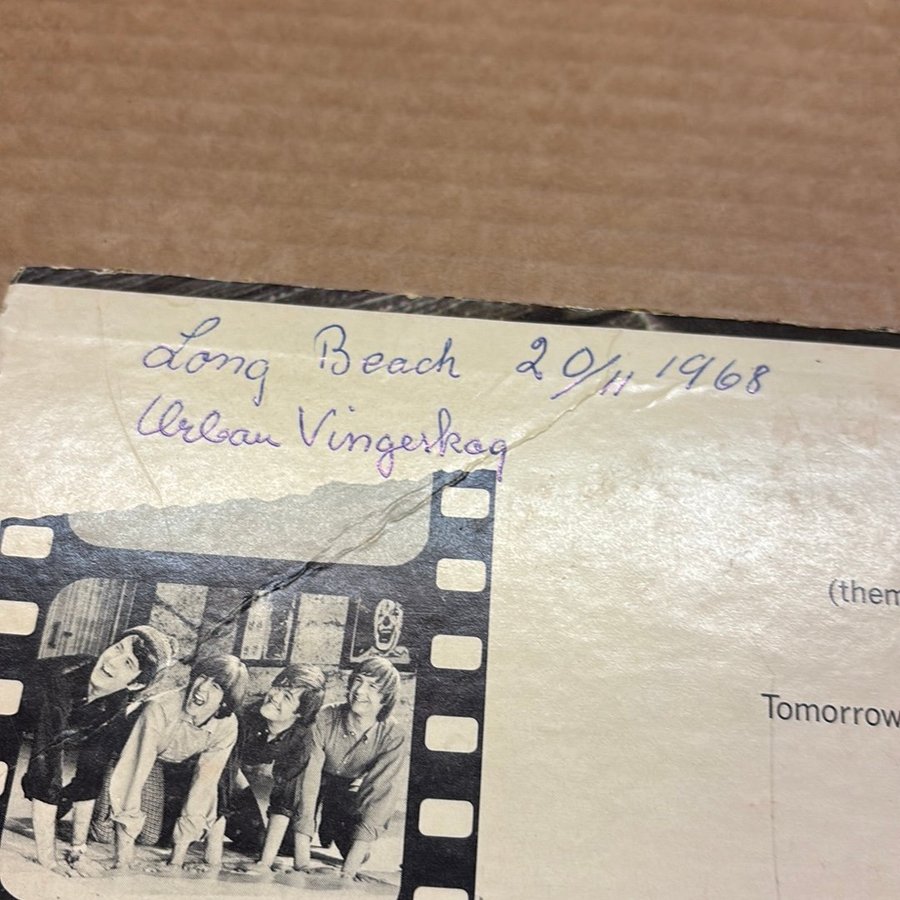 Long Beach 20/11 1968
Urban Vingerskog
(them
Tomorrow